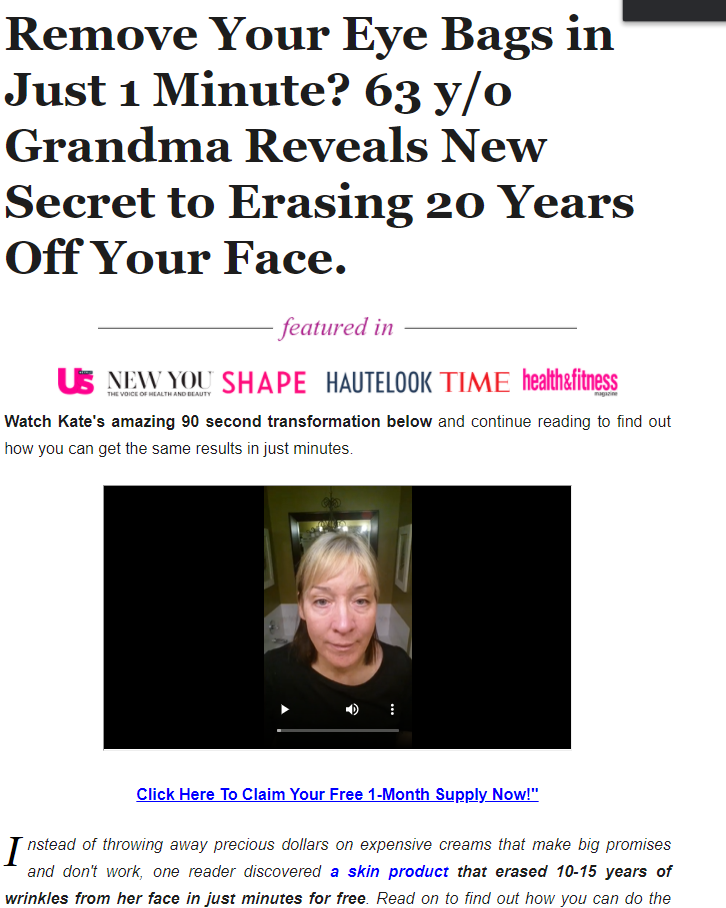 Remove Your Eye Bags in
Just 1 Minute? 63 y/o
Grandma Reveals New
Secret to Erasing 20 Years
Off Your Face.
featured in
Us NEW YOU SHAPE HAUTELOOK TIME health&fitness
THE VOICE OF HEALTH AND BEAUTY magazine
Watch Kate's amazing 90 second transformation below and continue reading to find out
how you can get the same results in just minutes.
Click Here To Claim Your Free 1-Month Supply Now!"
Instead of throwing away precious dollars on expensive creams that make big promises
and don't work, one reader discovered a skin product that erased 10-15 years of
wrinkles from her face in just minutes for free. Read on to find out how you can do the